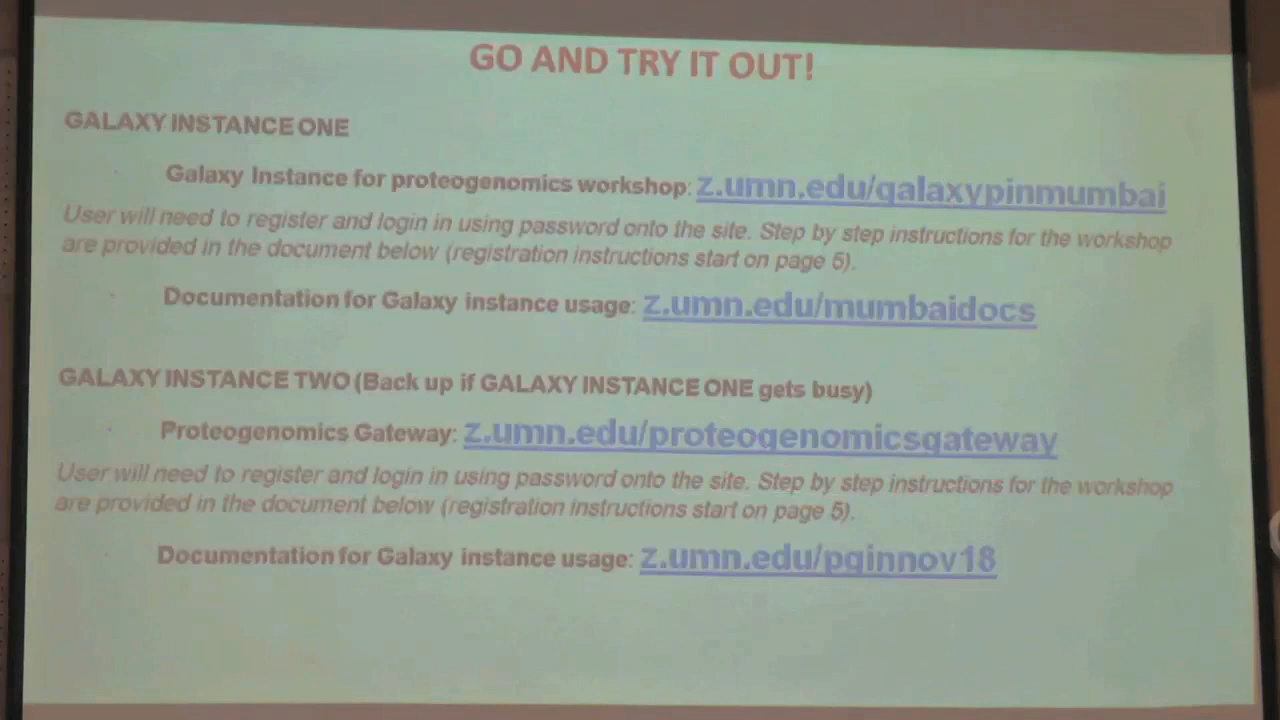 GO AND TRY IT OUT!
GALAXY INSTANCE ONE
Galaxy Instance for proteogenomics workshop: z.umn.edu/galaxypinmumbai
User will need to register and login in using password onto the site. Step by step instructions for the workshop
are provided in the document below (registration instructions start on page 5).
Documentation for Galaxy instance usage: z.umn.edu/mumbaidocs
GALAXY INSTANCE TWO (Back up if GALAXY INSTANCE ONE gets busy)
Proteogenomics Gateway: z.umn.edu/proteogenomicsgateway
User will need to register and login in using password onto the site. Step by step instructions for the workshop
are provided in the document below (registration instructions start on page 5).
Documentation for Galaxy instance usage: z.umn.edu/pginnov18